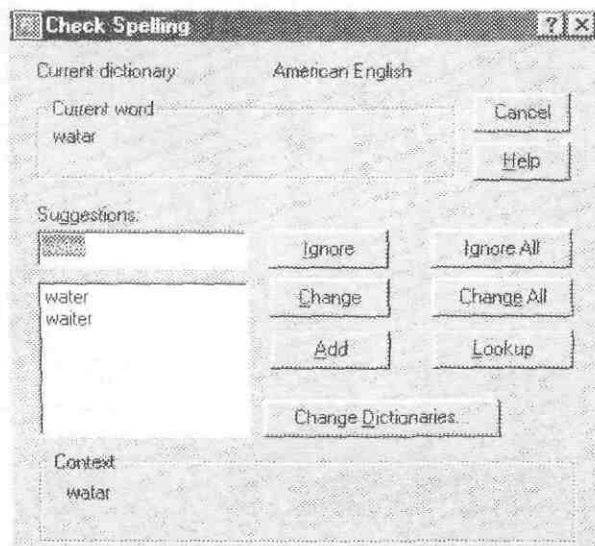 Check Spelling
Current dictionary American English
Current word
watar
Cancel
Help
Suggestions:
Ignore
Ignore All
water
waiter
Change
Change All
Add
Lookup
Change Dictionaries...
Context
watar